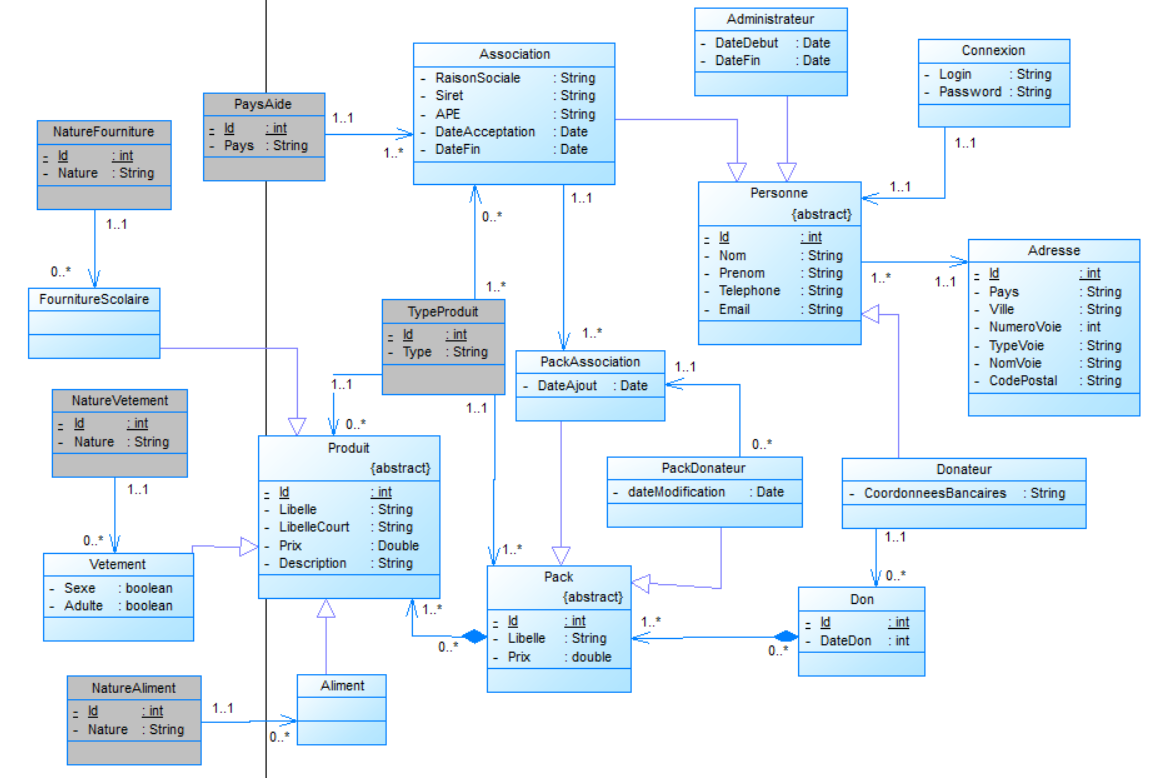 Administrateur
- DateDebut : Date
- DateFin : Date
Connexion
- Login : String
- Password : String
1..1
1..1
Association
- RaisonSociale : String
- Siret : String
- APE : String
- DateAcceptation : Date
- DateFin : Date
PaysAide
- Id : int
- Pays : String
1..1
1..*
NatureFourniture
- Id : int
- Nature : String
1..1
0..*
FournitureScolaire
Personne
{abstract}
- Id : int
- Nom : String
- Prenom : String
- Telephone : String
- Email : String
1..*
1..1
Adresse
- Id : int
- Pays : String
- Ville : String
- NumeroVoie : int
- TypeVoie : String
- NomVoie : String
- CodePostal : String
0..*
1..*
1..1
1..*
TypeProduit
- Id : int
- Type : String
1..1
0..*
1..1
1..*
PackAssociation
- DateAjout : Date
1..1
0..*
PackDonateur
- dateModification : Date
Donateur
- CoordonneesBancaires : String
1..1
0..*
NatureVetement
- Id : int
- Nature : String
1..1
0..*
Vetement
- Sexe : boolean
- Adulte : boolean
Produit
{abstract}
- Id : int
- Libelle : String
- LibelleCourt : String
- Prix : Double
- Description : String
1..*
0..*
Pack
{abstract}
- Id : int
- Libelle : String
- Prix : double
1..*
0..*
Don
- Id : int
- DateDon : int
NatureAliment
- Id : int
- Nature : String
1..1
0..*
Aliment